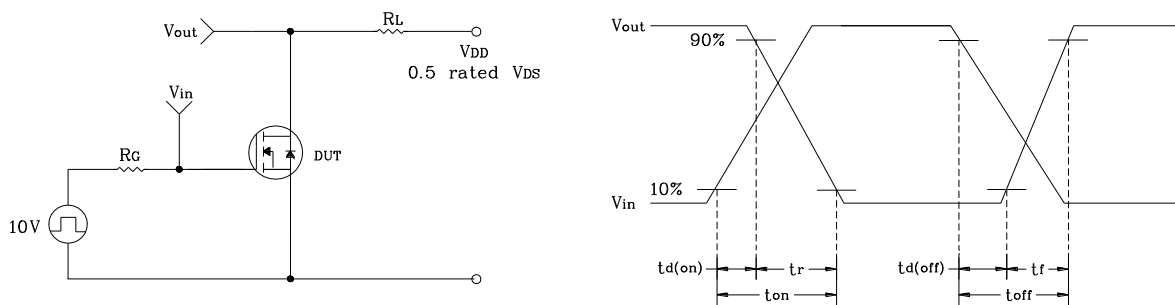 Vout
RL
VDD
0.5 rated VDS
Vin
RG
DUT
10V
Vout
90%
10%
Vin
td(on)
tr
td(off)
tf
ton
toff